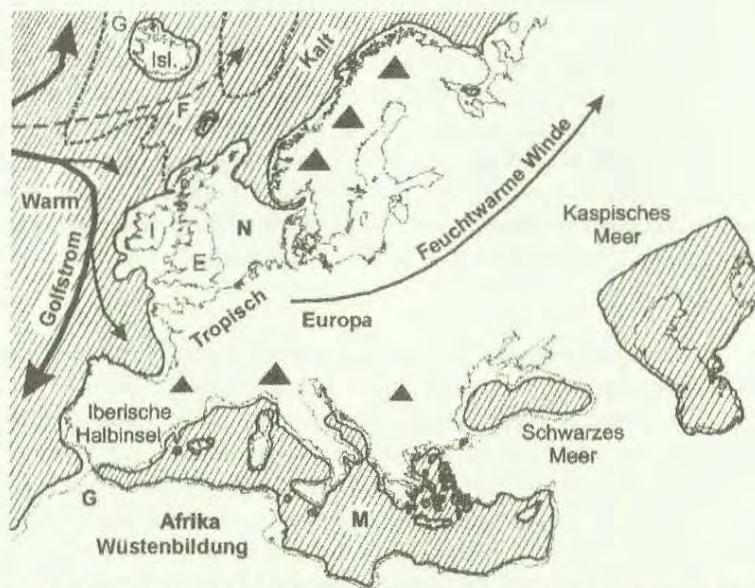 G
Isl.
Kalt
F
Warm
I
N
E
Golfstrom
Tropisch
Feuchtwarme Winde
Europa
Kaspisches
Meer
Iberische
Halbinsel
Schwarzes
Meer
G
M
Afrika
Wüstenbildung